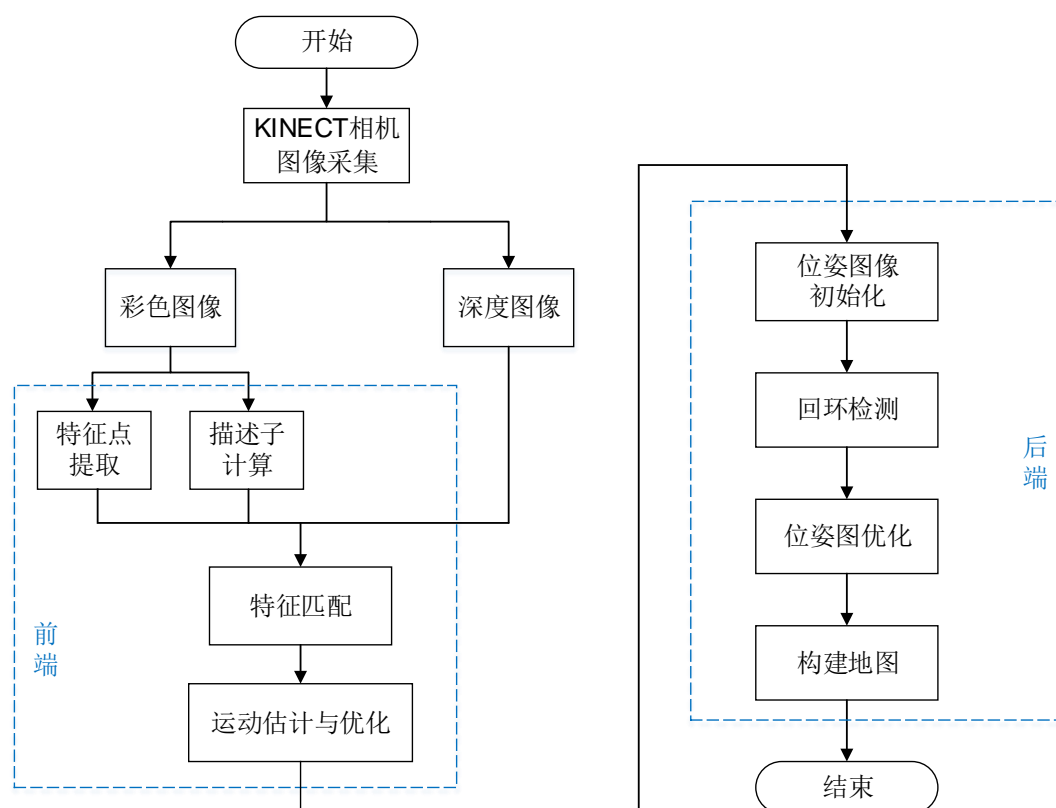 开始
KINECT相机
图像采集
彩色图像
深度图像
特征点
提取
描述子
计算
特征匹配
前
端
运动估计与优化
位姿图像
初始化
回环检测
后
端
位姿图优化
构建地图
结束